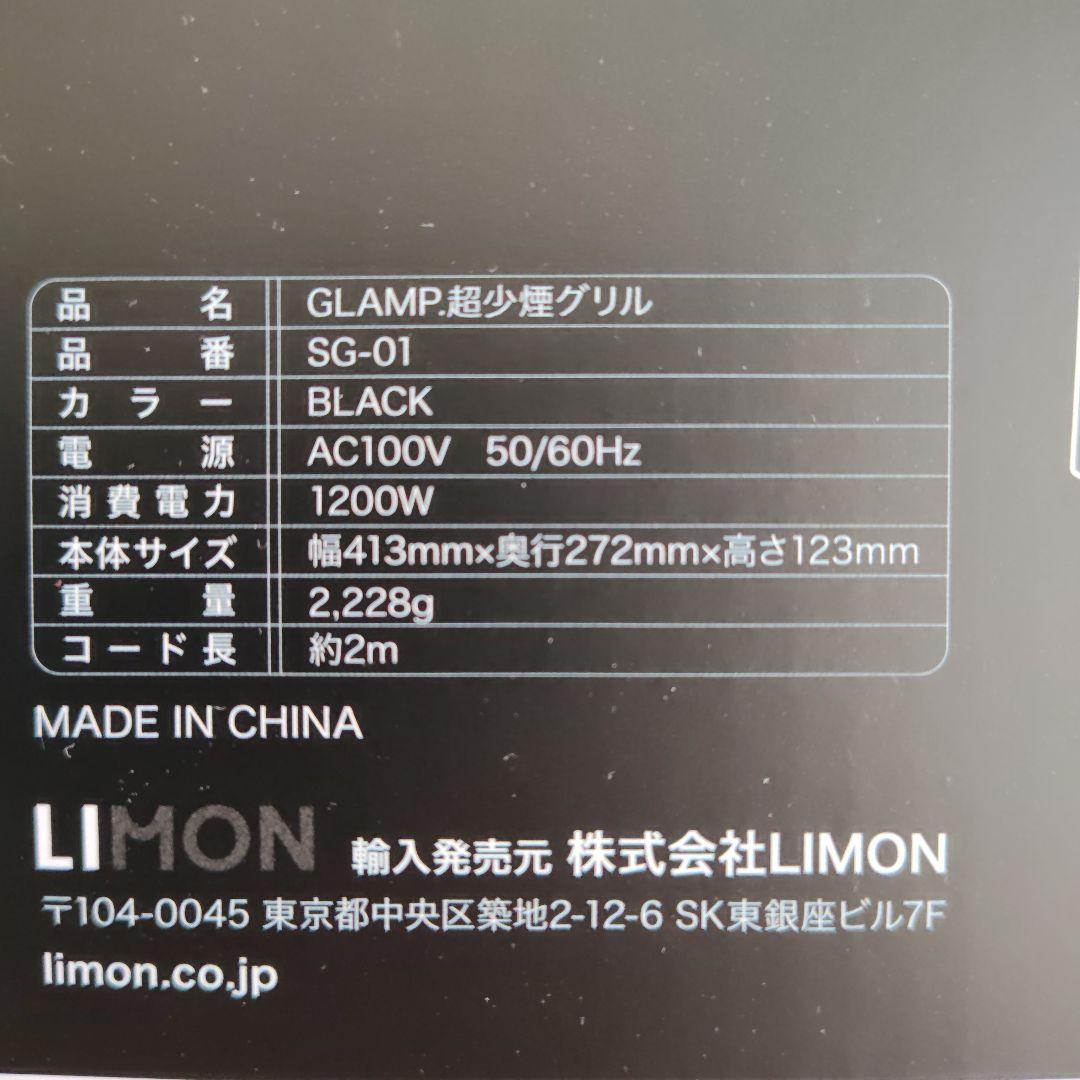 品名 GLAMP.超少煙グリル
品番 SG-01
カラー BLACK
電源 AC100V 50/60Hz
消費電力 1200W
本体サイズ 幅413mm×奥行272mm×高さ123mm
重量 2,228g
コード長 約2m
MADE IN CHINA
LIMON 輸入発売元 株式会社LIMON
〒104-0045 東京都中央区築地2-12-6 SK東銀座ビル7F
limon.co.jp